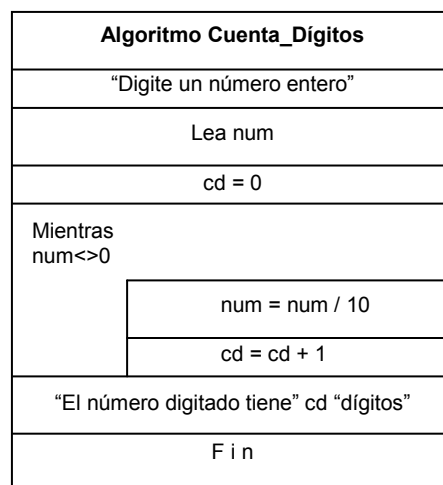 Algoritmo Cuenta_Dígitos
“Digite un número entero”
Lea num
cd = 0
Mientras
num<>0
num = num / 10
cd = cd + 1
“El número digitado tiene” cd “dígitos”
F i n